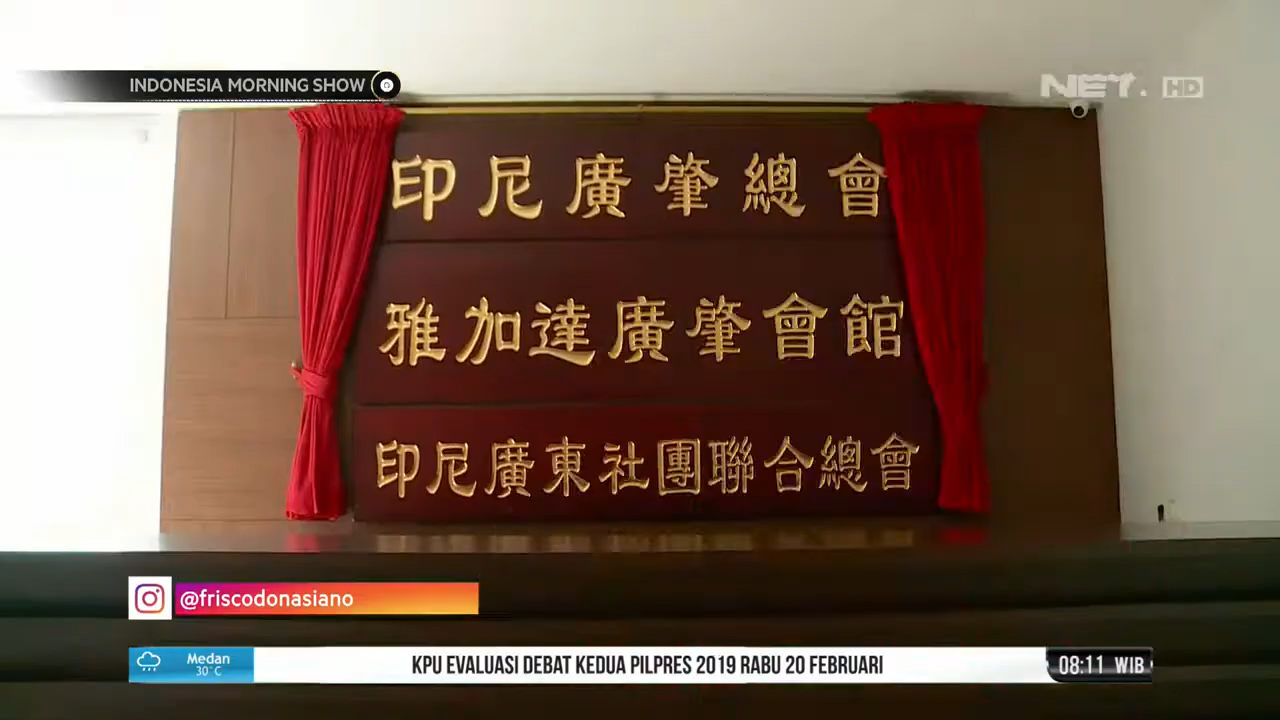 INDONESIA MORNING SHOW
NET. HD
印尼廣肇總會
雅加達廣肇會館
印尼廣東社團聯合總會
@friscodonasiano
Medan
30°C
KPU EVALUASI DEBAT KEDUA PILPRES 2019 RABU 20 FEBRUARI
08:11 WIB